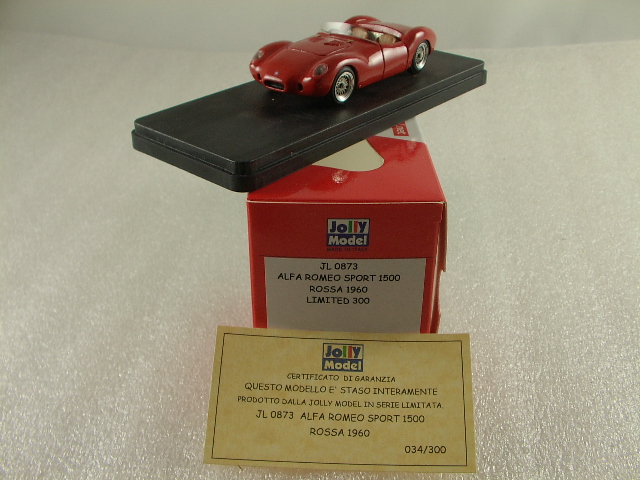 Jolly
Model
JL 0873
ALFA ROMEO SPORT 1500
ROSSA 1960
LIMITED 300
Jolly
Model
CERTIFICATO DI GARANZIA
QUESTO MODELLO E' STASO INTERAMENTE
PRODOTTO DALLA JOLLY MODEL IN SERIE LIMITATA.
JL 0873 ALFA ROMEO SPORT 1500
ROSSA 1960
034/300